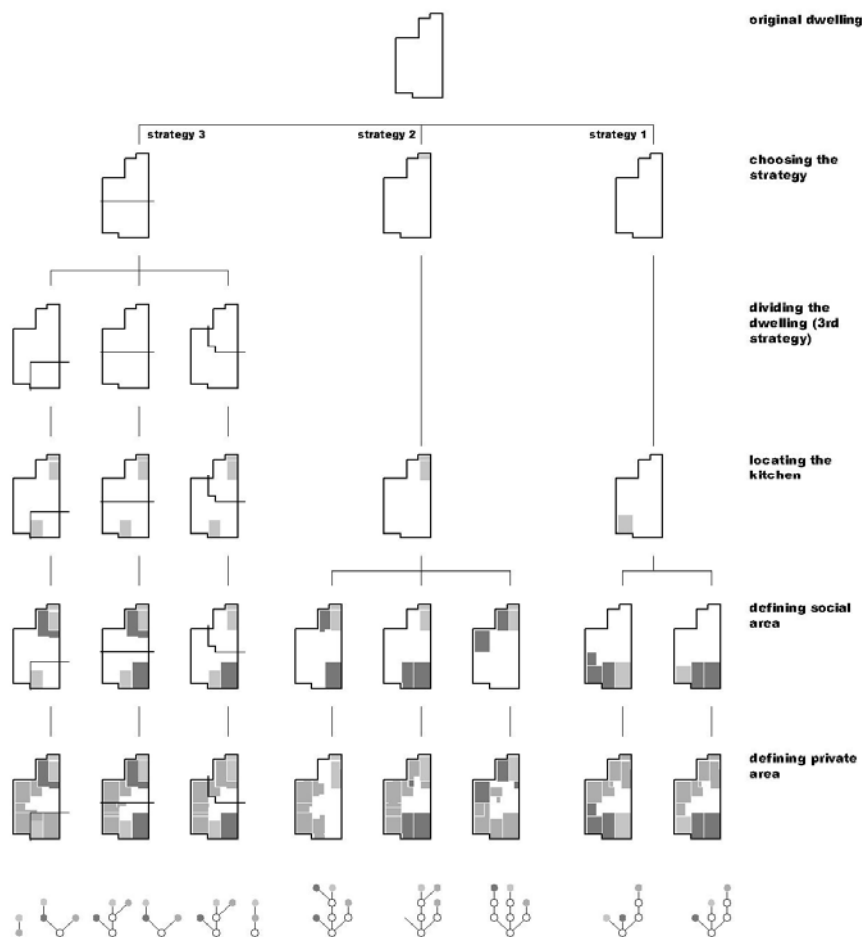 original dwelling
strategy 3
strategy 2
strategy 1
choosing the
strategy
dividing the
dwelling (3rd
strategy)
locating the
kitchen
defining social
area
defining private
area